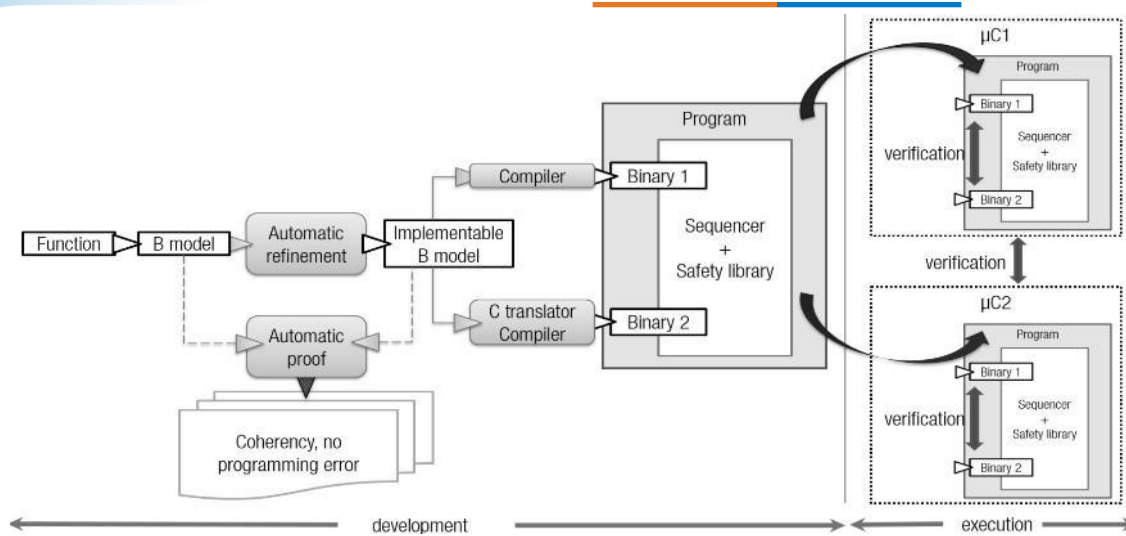 Function
B model
Automatic
refinement
Implementable
B model
Automatic
proof
Coherency, no
programming error
Compiler
C translator
Compiler
Program
Binary 1
Sequencer
+
Safety library
Binary 2
development
µC1
Program
Binary 1
verification
Sequencer
+
Safety library
Binary 2
verification
µC2
Program
Binary 1
verification
Sequencer
+
Safety library
Binary 2
execution